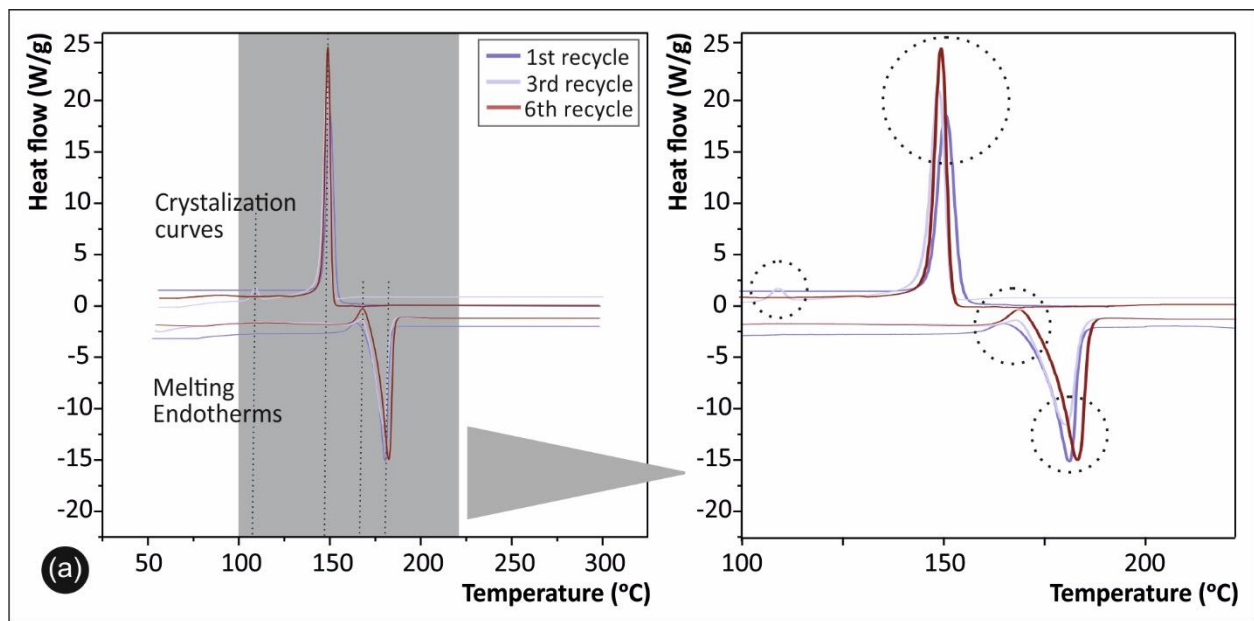 25
20
15
10
5
0
-5
-10
-15
-20
Heat flow (W/g)
1st recycle
3rd recycle
6th recycle
Crystalization
curves
Melting
Endotherms
50
100
150
200
250
300
Temperature (ºC)
(a)
25
20
15
10
5
0
-5
-10
-15
-20
Heat flow (W/g)
100
150
200
Temperature (ºC)